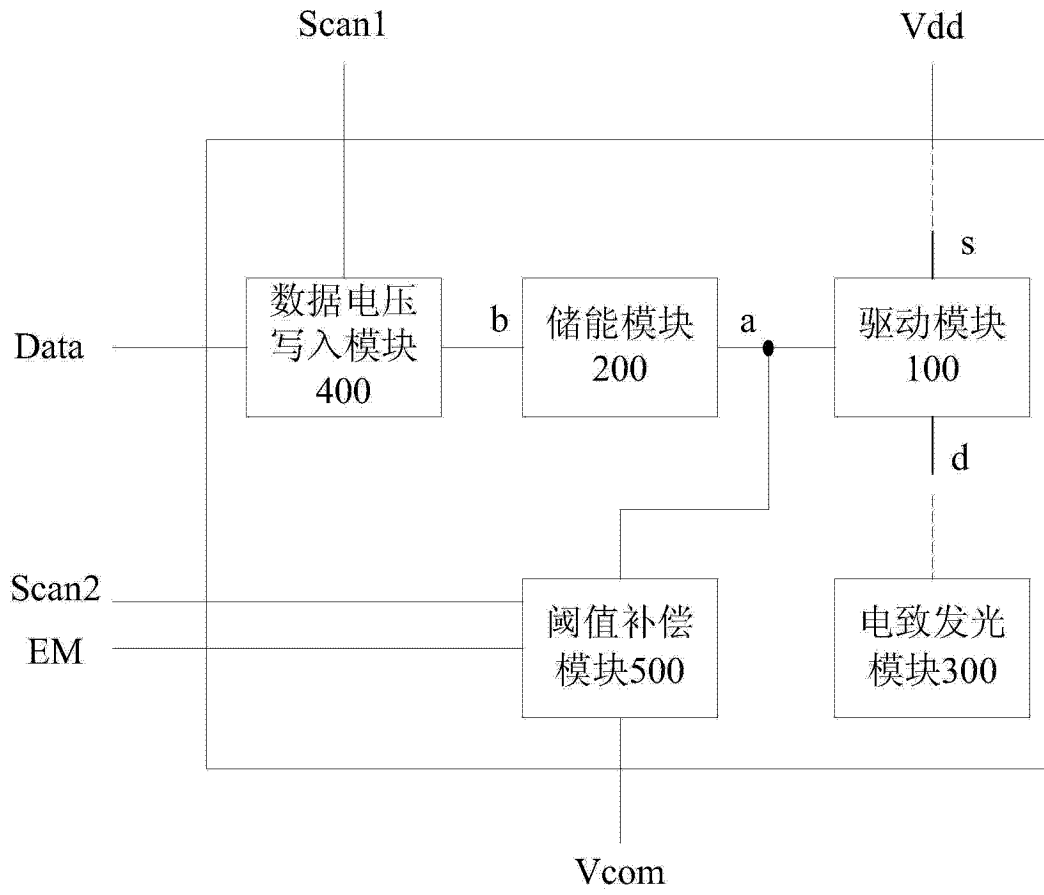 Scan1
Vdd
s
数据电压
写入模块
400
b
储能模块
200
a
驱动模块
100
Data
d
Scan2
EM
阈值补偿
模块500
电致发光
模块300
Vcom